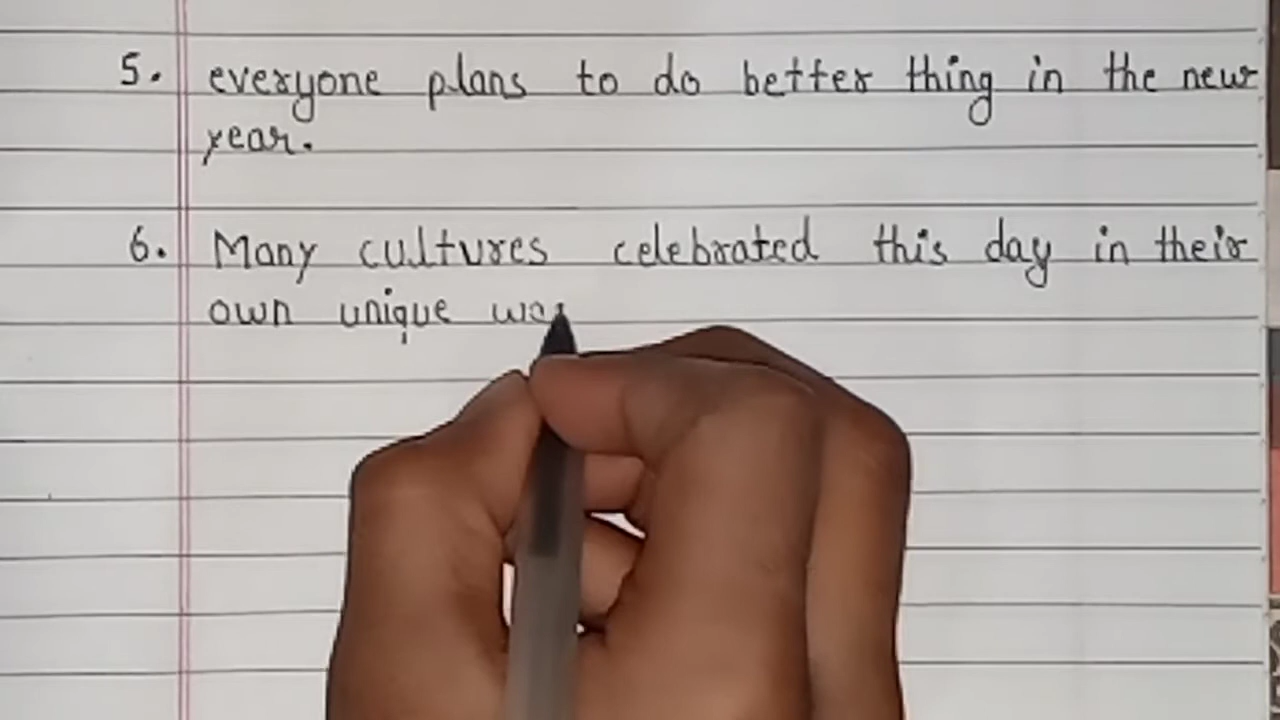 5. everyone plans to do better thing in the new
year.
6. Many cultures celebrated this day in their
own unique